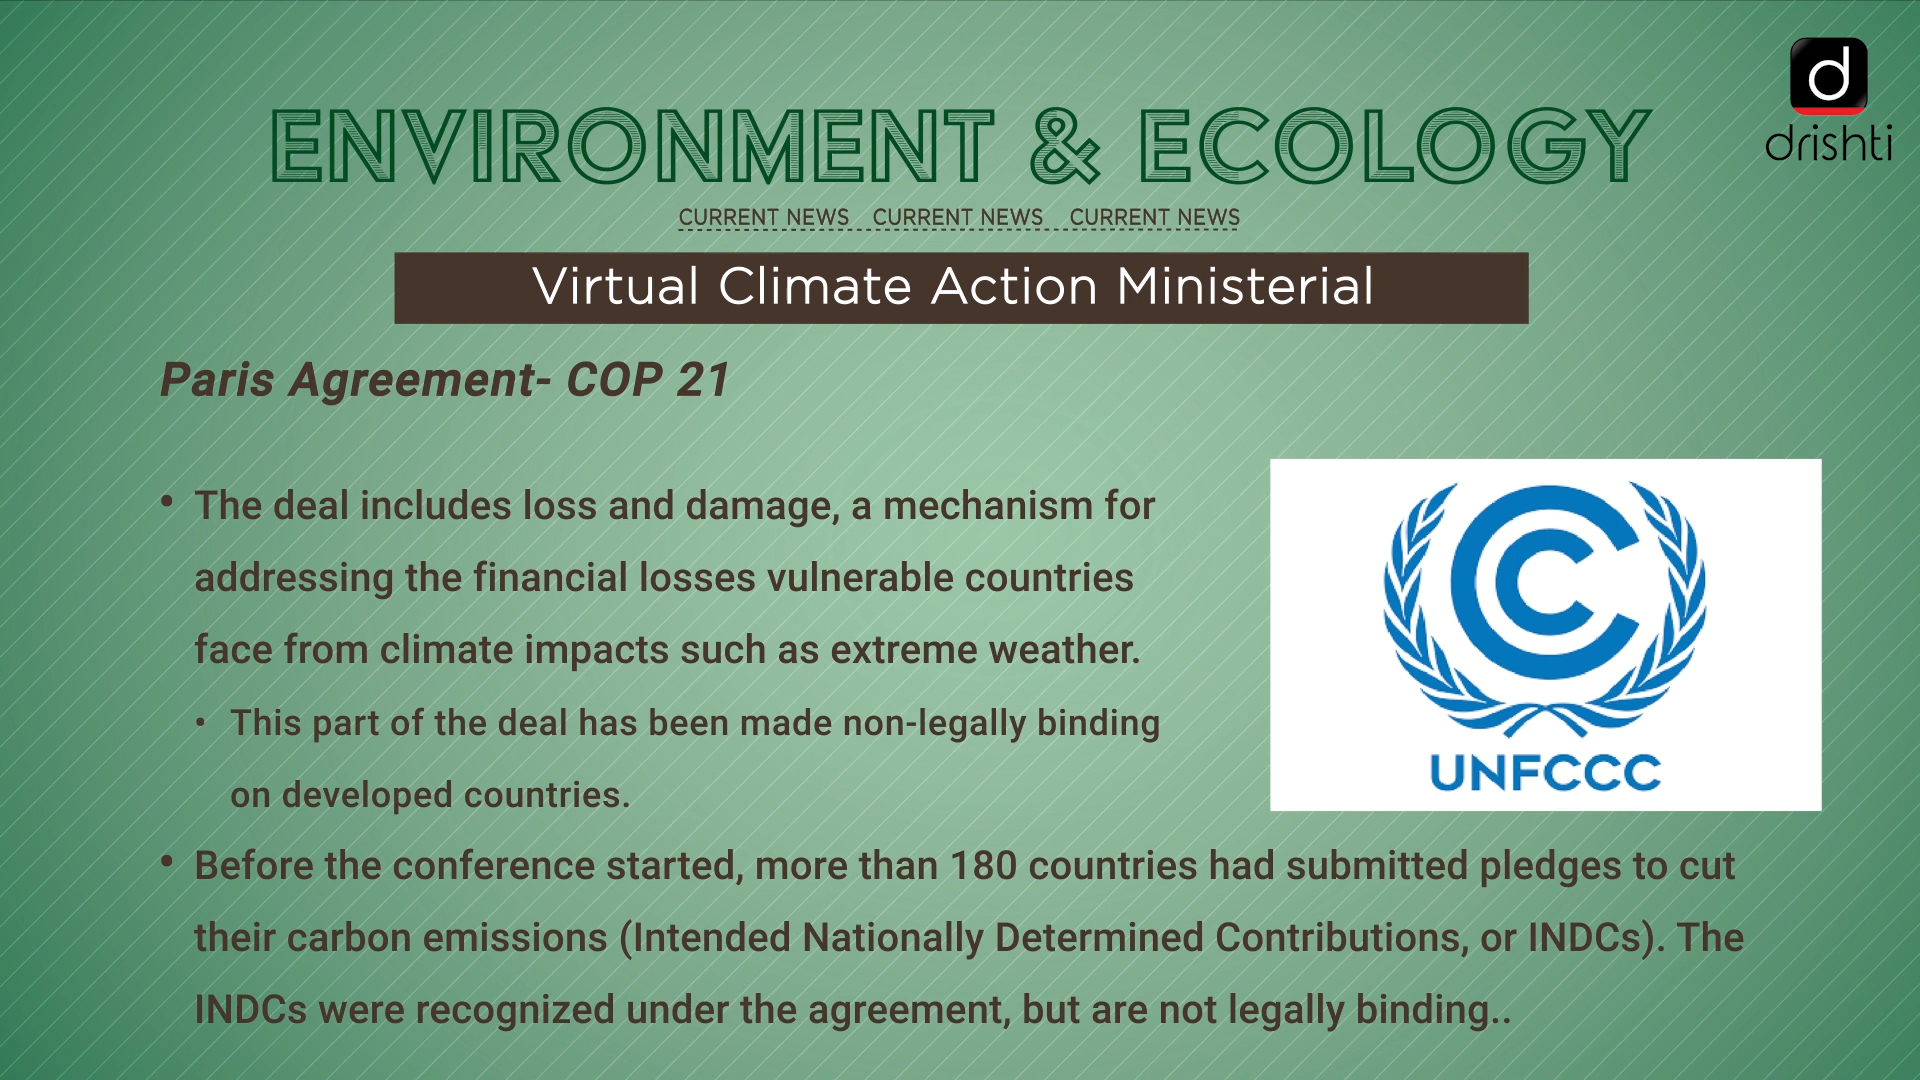 d
drishti
ENVIRONMENT & ECOLOGY
CURRENT NEWS CURRENT NEWS CURRENT NEWS
Virtual Climate Action Ministerial
Paris Agreement- COP 21
• The deal includes loss and damage, a mechanism for
addressing the financial losses vulnerable countries
face from climate impacts such as extreme weather.
• This part of the deal has been made non-legally binding
on developed countries.
UNFCCC
• Before the conference started, more than 180 countries had submitted pledges to cut
their carbon emissions (Intended Nationally Determined Contributions, or INDCs). The
INDCs were recognized under the agreement, but are not legally binding..